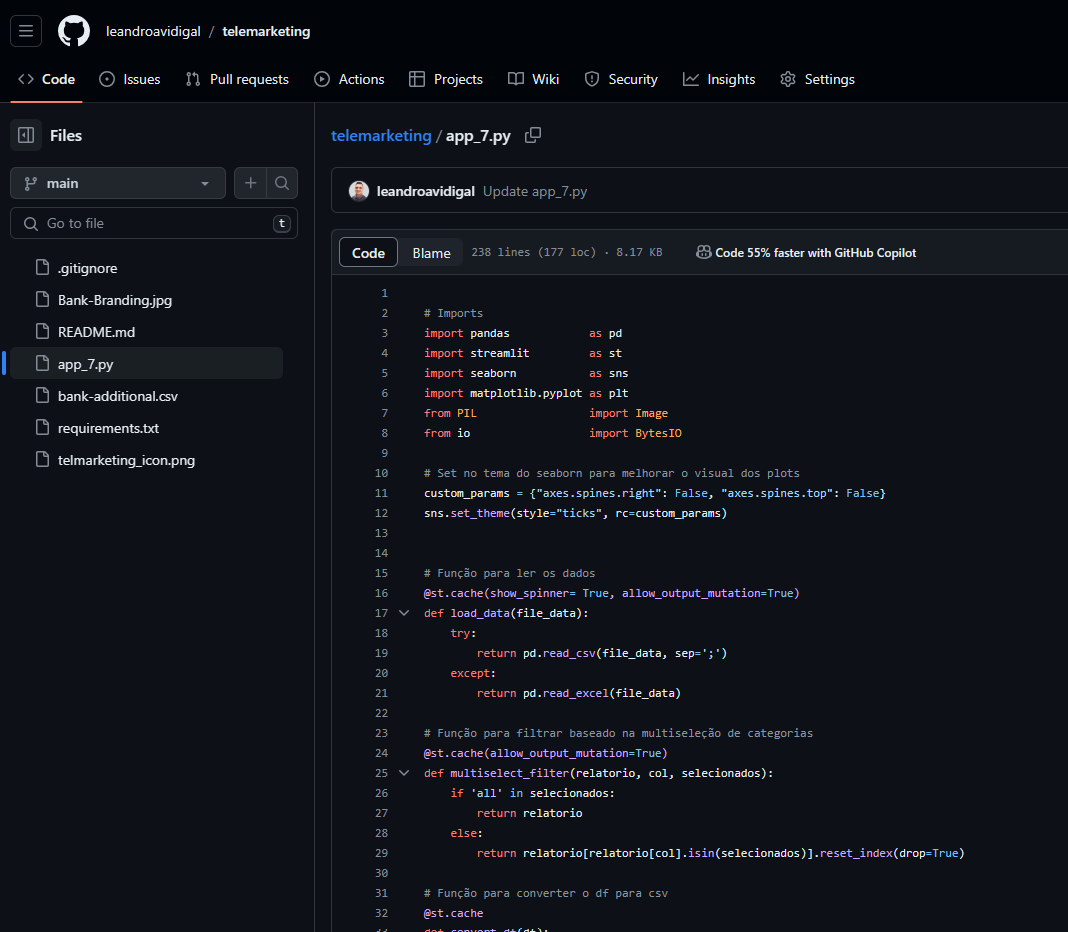 leandroavidigal / telemarketing
Code Issues Pull requests Actions Projects Wiki Security Insights Settings
Files
main
Go to file t
.gitignore
Bank-Branding.jpg
README.md
app_7.py
bank-additional.csv
requirements.txt
telmarketing_icon.png
telemarketing / app_7.py
leandroavidigal Update app_7.py
Code Blame 238 lines (177 loc) · 8.17 KB Code 55% faster with GitHub Copilot
1
2 # Imports
3 import pandas            as pd
4 import streamlit         as st
5 import seaborn           as sns
6 import matplotlib.pyplot as plt
7 from PIL                 import Image
8 from io                  import BytesIO
9
10 # Set no tema do seaborn para melhorar o visual dos plots
11 custom_params = {"axes.spines.right": False, "axes.spines.top": False}
12 sns.set_theme(style="ticks", rc=custom_params)
13
14
15 # Função para ler os dados
16 @st.cache(show_spinner= True, allow_output_mutation=True)
17 def load_data(file_data):
18     try:
19         return pd.read_csv(file_data, sep=';')
20     except:
21         return pd.read_excel(file_data)
22
23 # Função para filtrar baseado na multiseleção de categorias
24 @st.cache(allow_output_mutation=True)
25 def multiselect_filter(relatorio, col, selecionados):
26     if 'all' in selecionados:
27         return relatorio
28     else:
29         return relatorio[relatorio[col].isin(selecionados)].reset_index(drop=True)
30
31 # Função para converter o df para csv
32 @st.cache
33 def convert_df(df):